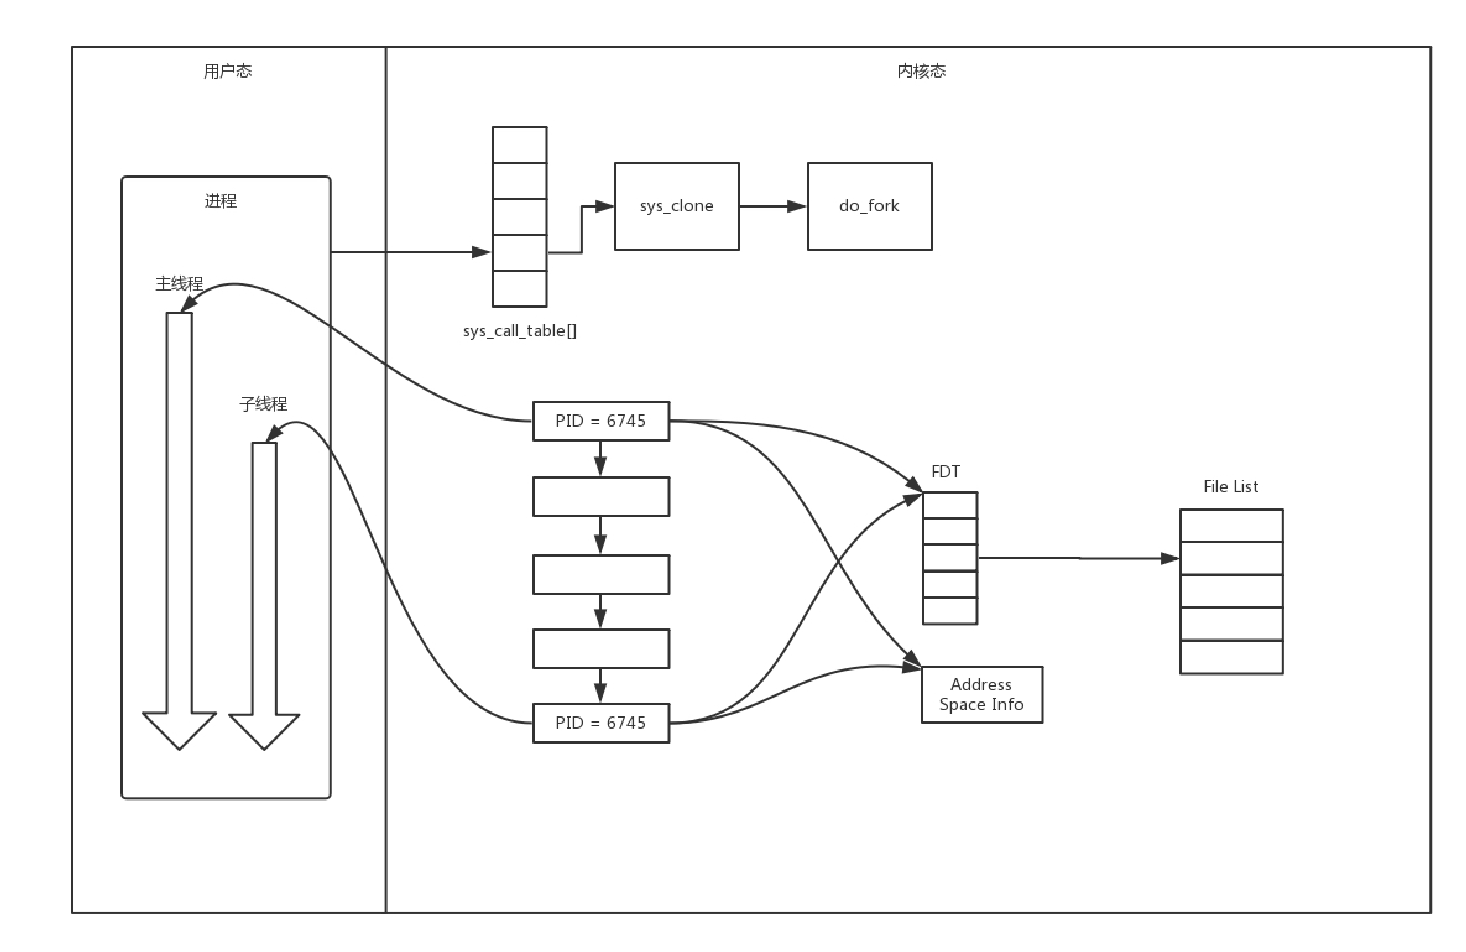 用户态
内核态
进程
sys_clone
do_fork
主线程
sys_call_table[]
子线程
PID = 6745
FDT
File List
Address
Space Info
PID = 6745